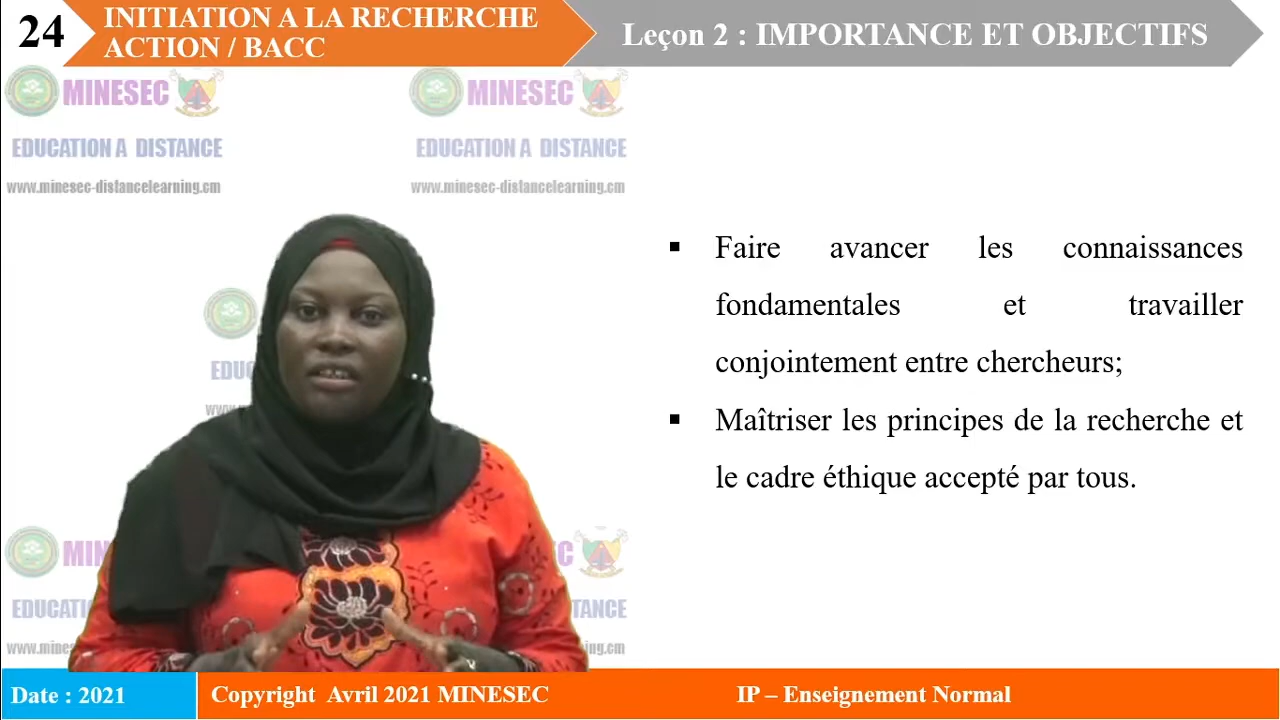 24
INITIATION A LA RECHERCHE
ACTION / BACC
Leçon 2 : IMPORTANCE ET OBJECTIFS
MINESEC
MINESEC
EDUCATION A DISTANCE
EDUCATION A DISTANCE
www.minesec-distancelearning.cm
www.minesec-distancelearning.cm
▪ Faire avancer les connaissances
fondamentales et travailler
conjointement entre chercheurs;
▪ Maîtriser les principes de la recherche et
le cadre éthique accepté par tous.
Date : 2021
Copyright Avril 2021 MINESEC
IP – Enseignement Normal